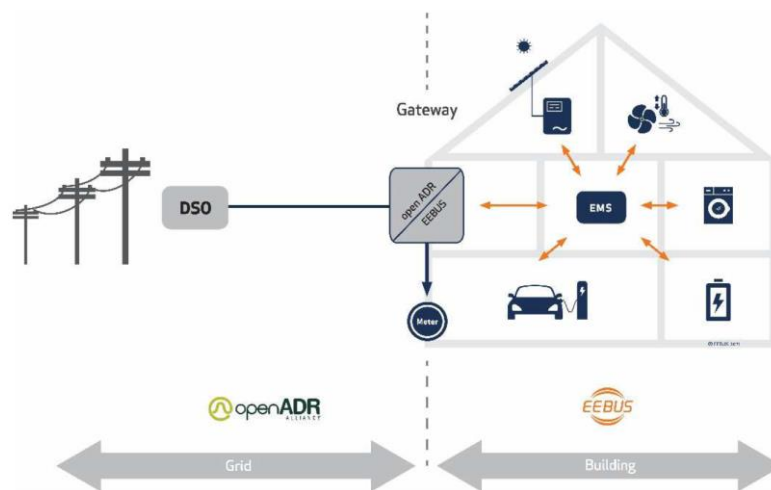 Gateway
DSO
open ADR
EEBUS
EMS
Meter
openADR
ALLIANCE
EEBUS
Grid
Building